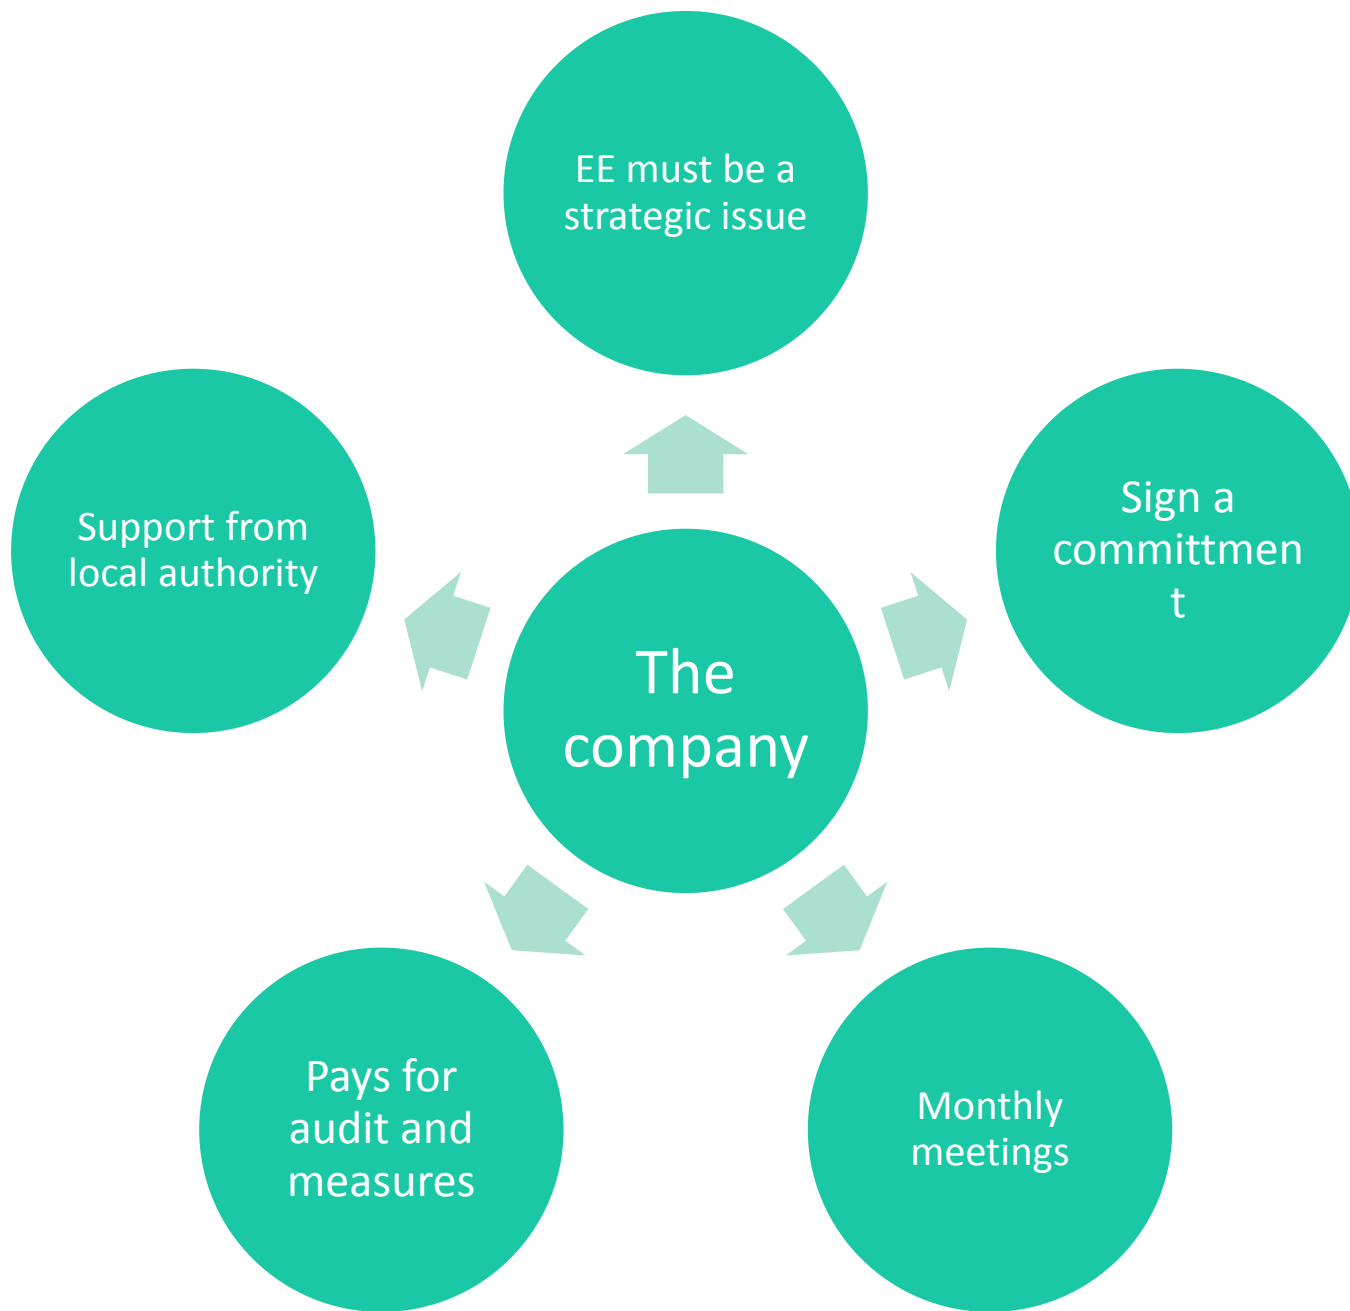 EE must be a
strategic issue
Sign a
committmen
t
Support from
local authority
The
company
Pays for
audit and
measures
Monthly
meetings